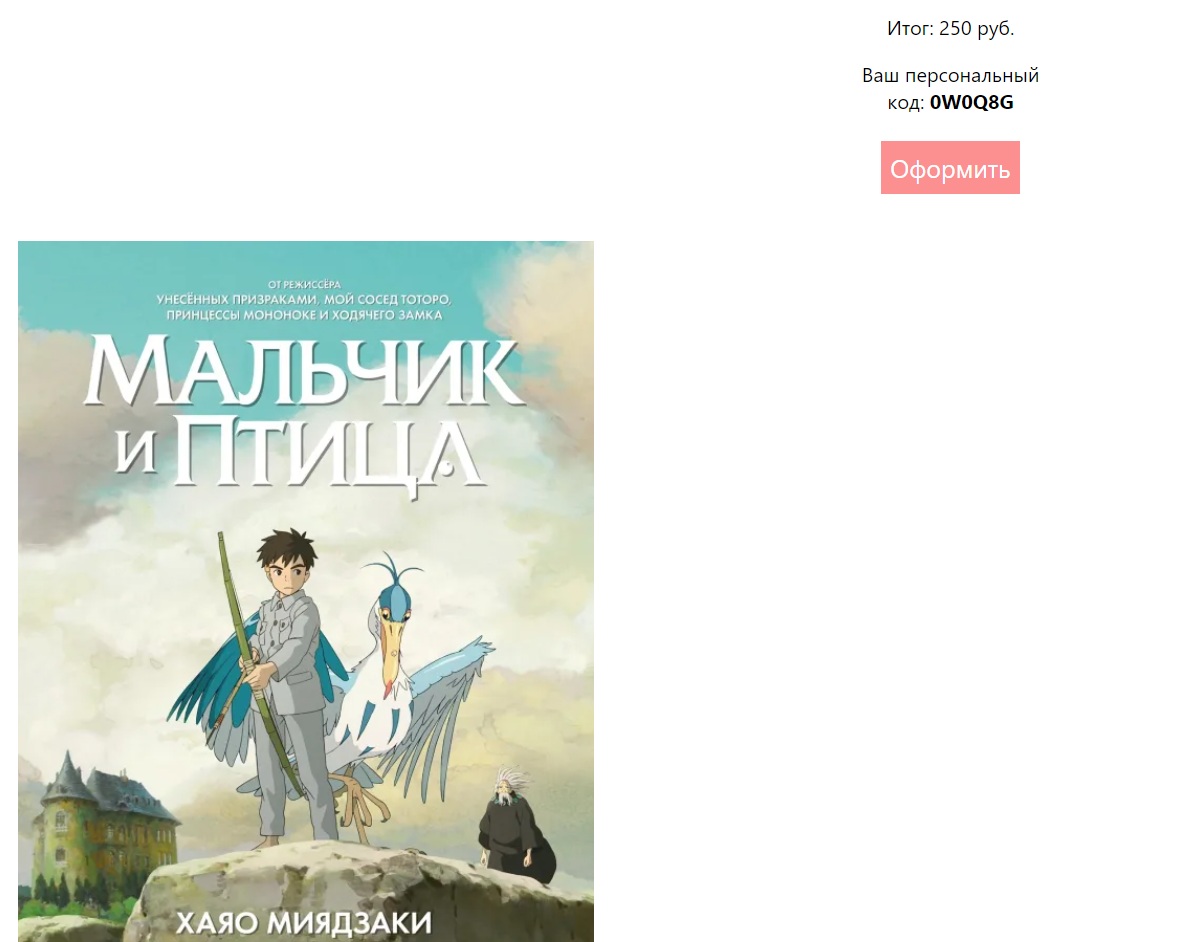 Итог: 250 руб.
Ваш персональный
код: 0W0Q8G
Оформить
ОТ РЕЖИССЁРА
УНЕСЁННЫХ ПРИЗРАКАМИ, МОЙ СОСЕД ТОТОРО,
ПРИНЦЕССЫ МОНОНОКЕ И ХОДЯЧЕГО ЗАМКА
МАЛЬЧИК
И ПТИЦА
ХАЯО МИЯДЗАКИ